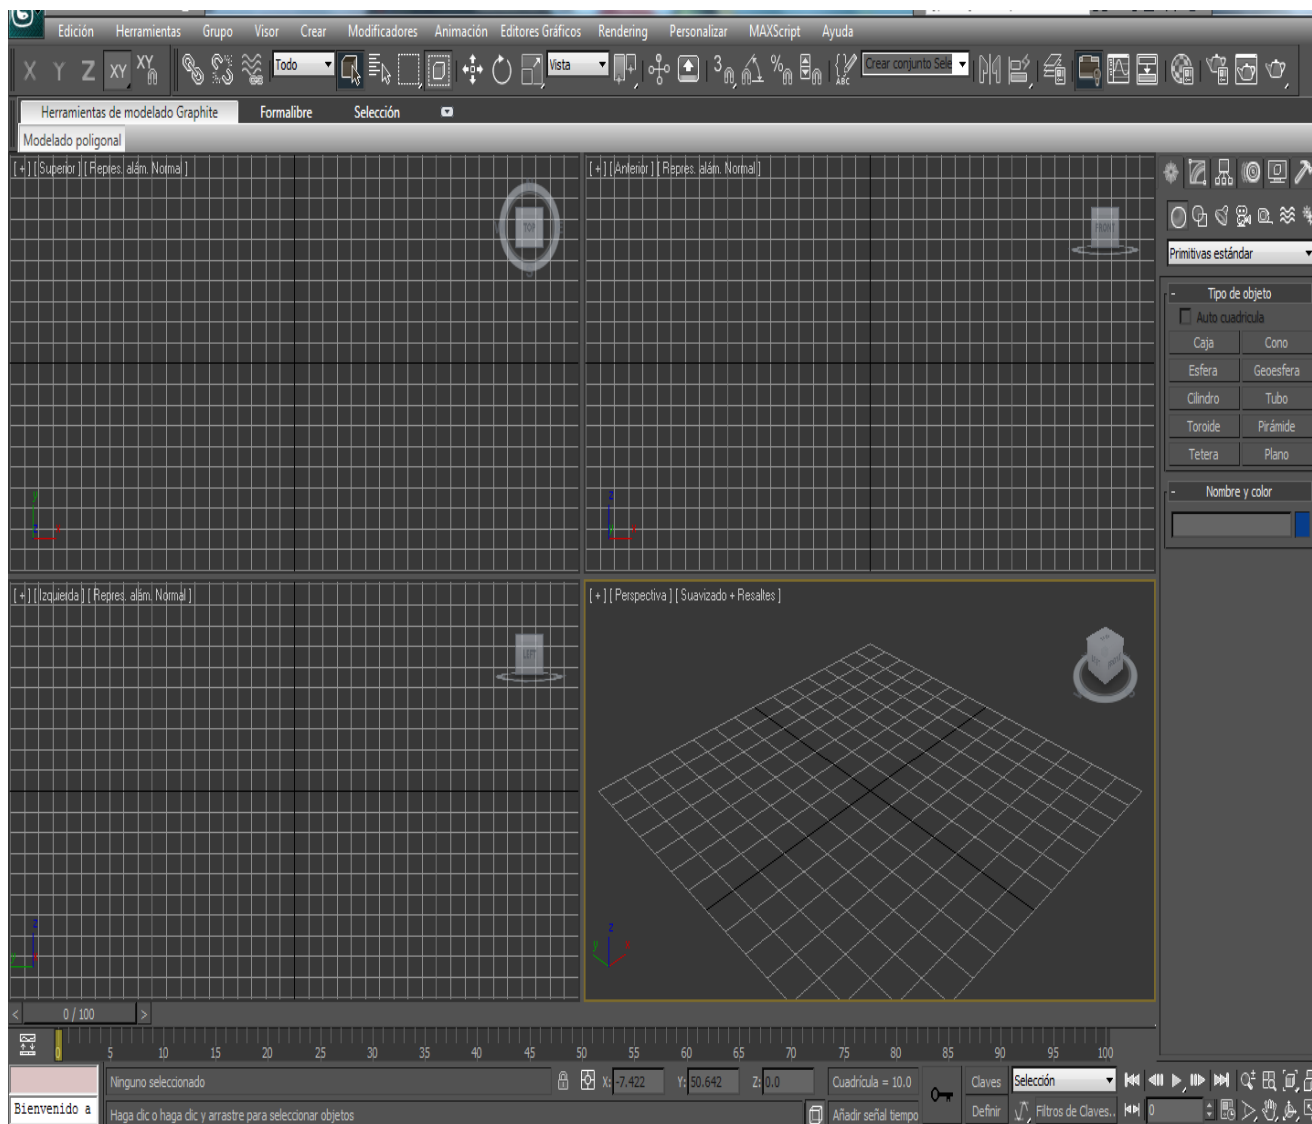 Edición Herramientas Grupo Visor Crear Modificadores Animación Editores Gráficos Rendering Personalizar MAXScript Ayuda
X Y Z XY XY Todo Vista 3 % ABC Crear conjunto Sele
Herramientas de modelado Graphite Formalibre Selección
Modelado poligonal
[ + ] [ Superior ] [ Repres. alám. Normal ]
TOP
[ + ] [ Anterior ] [ Repres. alám. Normal ]
FRONT
Primitivas estándar
- Tipo de objeto
Auto cuadrícula
Caja Cono
Esfera Geoesfera
Cilindro Tubo
Toroide Pirámide
Tetera Plano
- Nombre y color
y
z x
z
y x
[ + ] [ Izquierda ] [ Repres. alám. Normal ]
LEFT
[ + ] [ Perspectiva ] [ Suavizado + Resaltes ]
z
y x
z
y x
< 0 / 100 >
0 5 10 15 20 25 30 35 40 45 50 55 60 65 70 75 80 85 90 95 100
Ninguno seleccionado X: -7.422 Y: 50.642 Z: 0.0 Cuadrícula = 10.0 Claves Selección
Bienvenido a Haga clic o haga clic y arrastre para seleccionar objetos Añadir señal tiempo Definir Filtros de Claves... 0